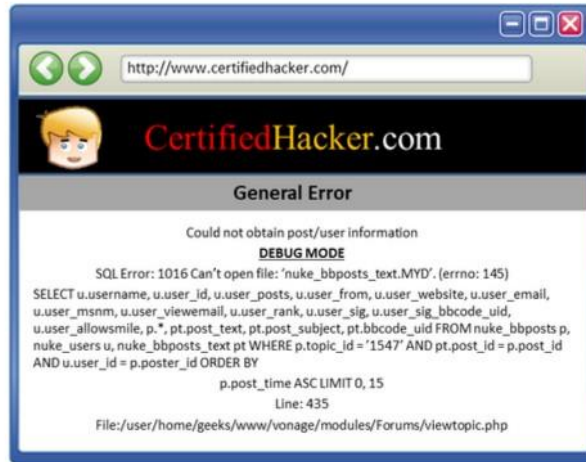 http://www.certifiedhacker.com/
CertifiedHacker.com
General Error
Could not obtain post/user information
DEBUG MODE
SQL Error: 1016 Can't open file: 'nuke_bbposts_text.MYD'. (errno: 145)
SELECT u.username, u.user_id, u.user_posts, u.user_from, u.user_website, u.user_email,
u.user_msnm, u.user_viewemail, u.user_rank, u.user_sig, u.user_sig_bbcode_uid,
u.user_allowsmile, p.*, pt.post_text, pt.post_subject, pt.bbcode_uid FROM nuke_bbposts p,
nuke_users u, nuke_bbposts_text pt WHERE p.topic_id = '1547' AND pt.post_id = p.post_id
AND u.user_id = p.poster_id ORDER BY
p.post_time ASC LIMIT 0, 15
Line: 435
File:/user/home/geeks/www/vonage/modules/Forums/viewtopic.php